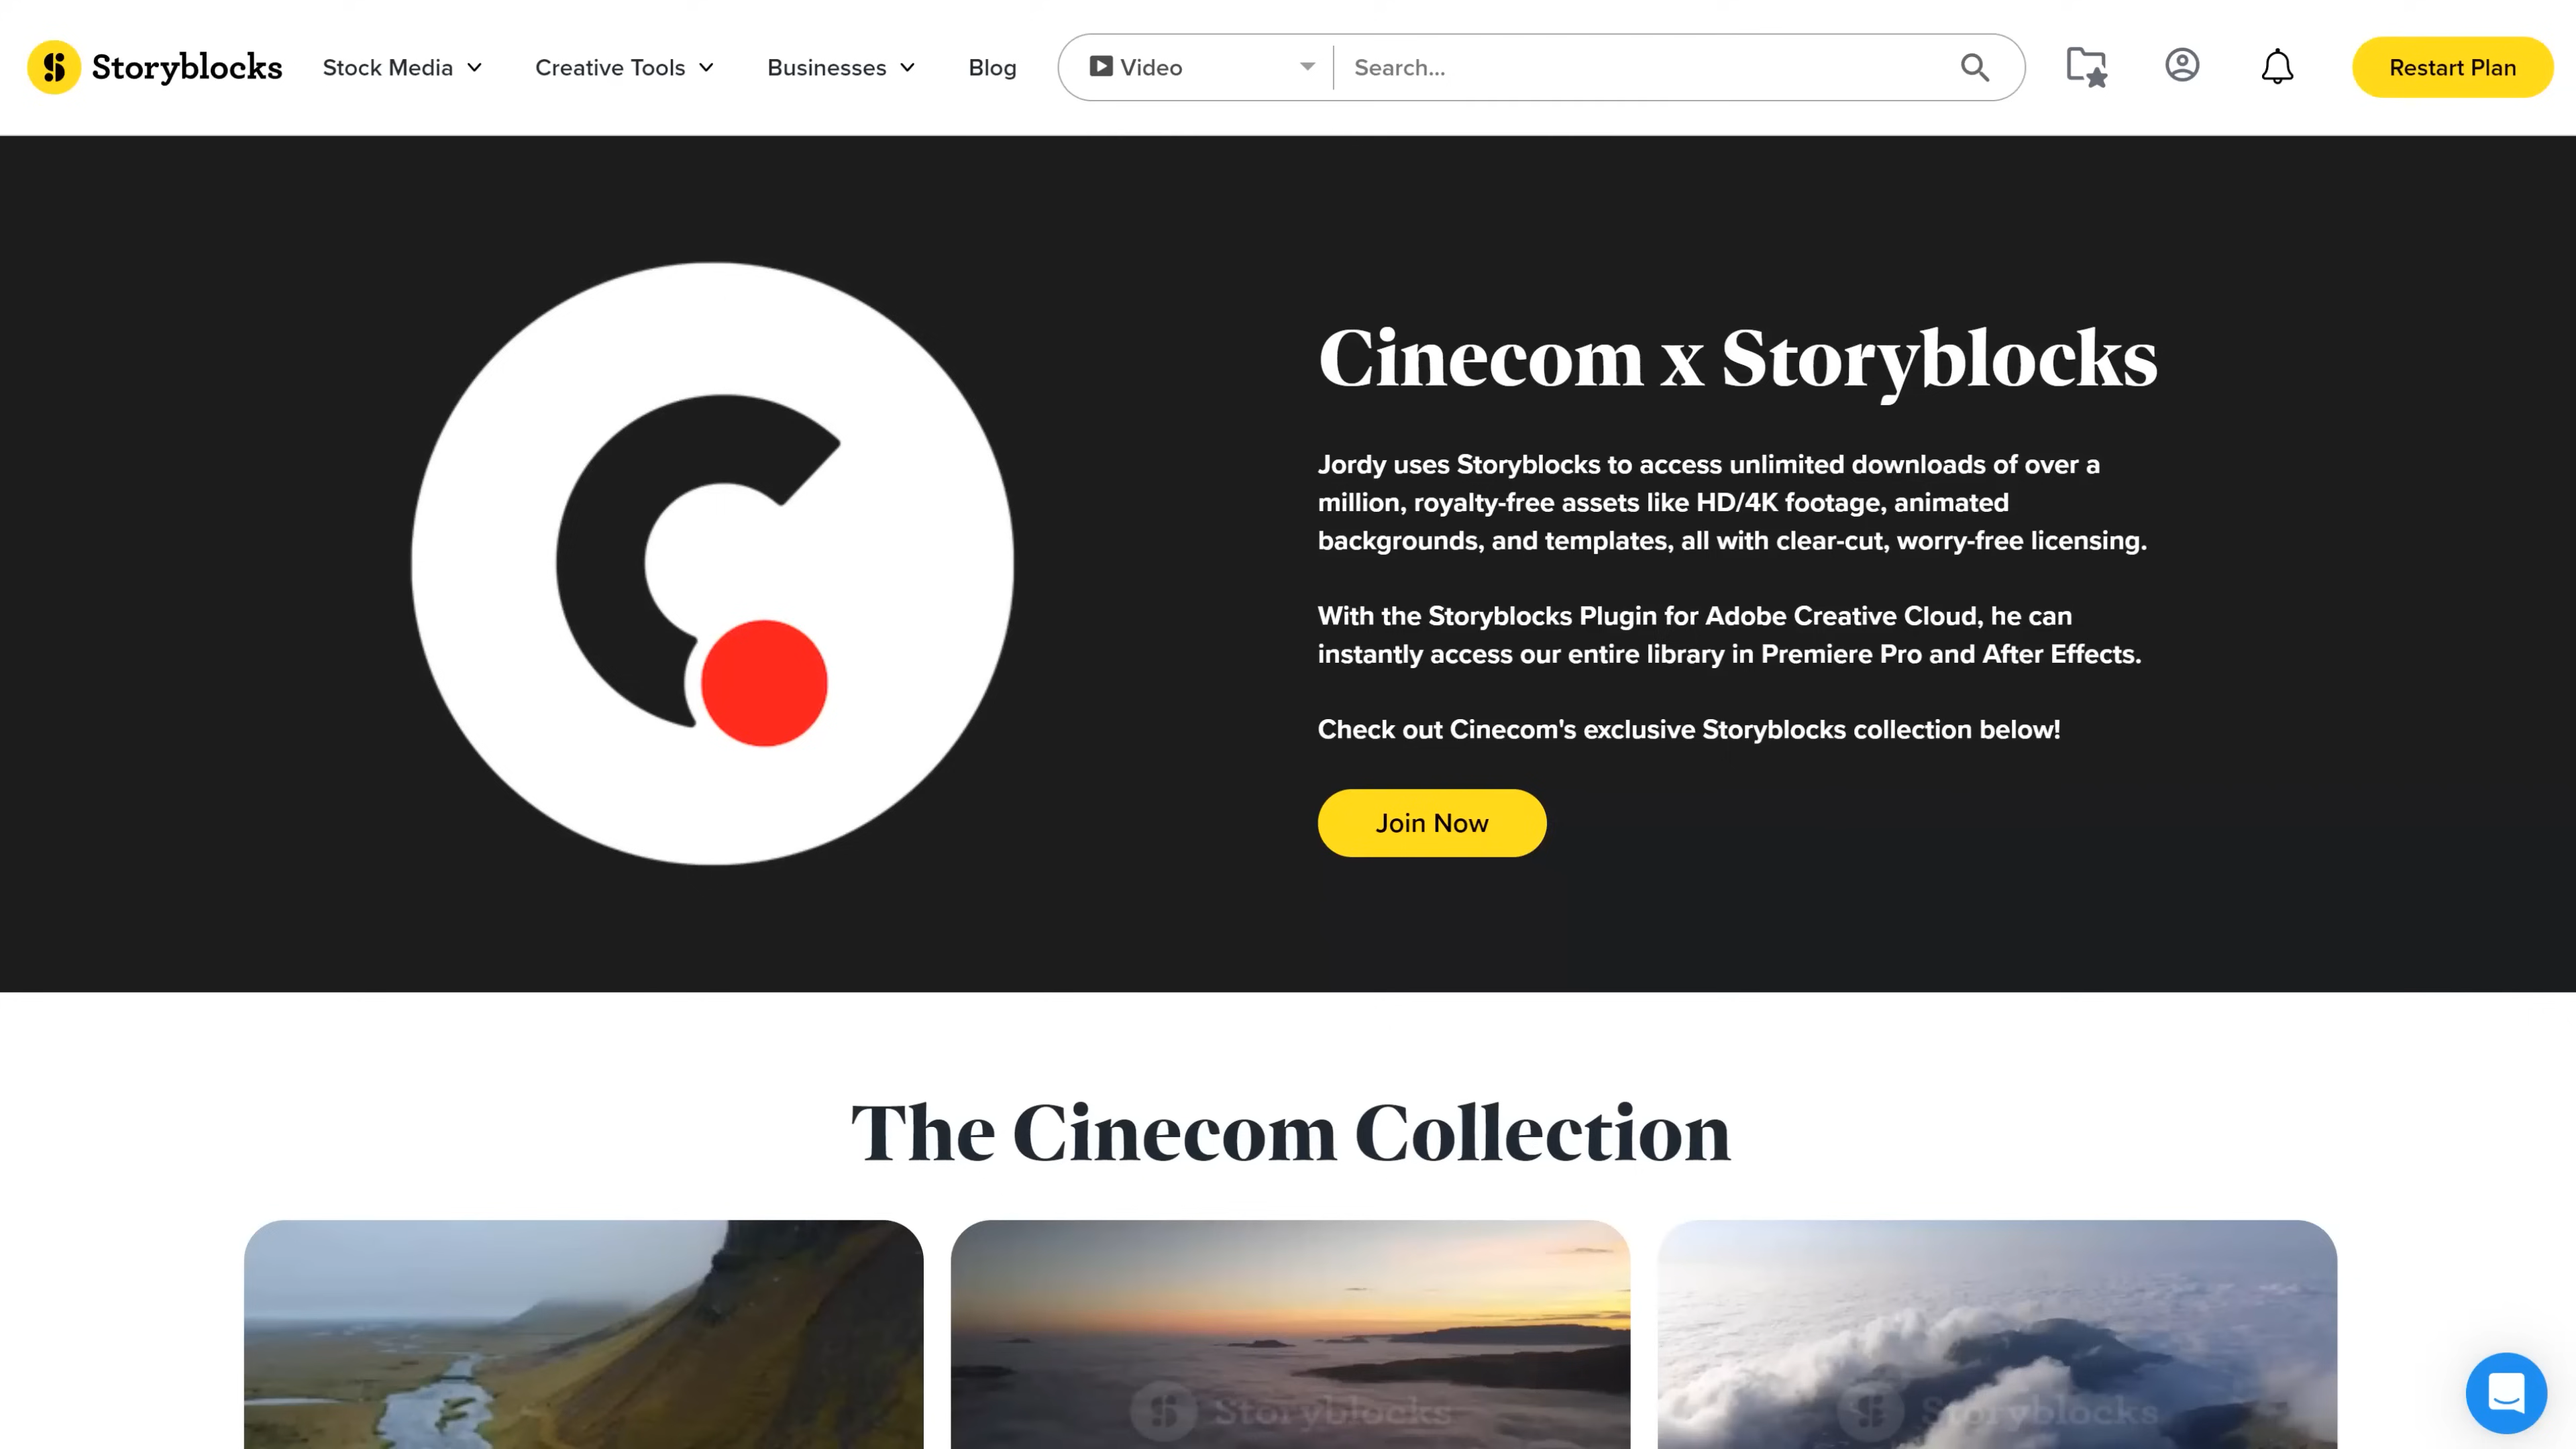 Storyblocks
Stock Media
Creative Tools
Businesses
Blog
Video
Search...
Restart Plan
Cinecom x Storyblocks
Jordy uses Storyblocks to access unlimited downloads of over a
million, royalty-free assets like HD/4K footage, animated
backgrounds, and templates, all with clear-cut, worry-free licensing.
With the Storyblocks Plugin for Adobe Creative Cloud, he can
instantly access our entire library in Premiere Pro and After Effects.
Check out Cinecom's exclusive Storyblocks collection below!
Join Now
The Cinecom Collection
Storyblocks
Storyblocks